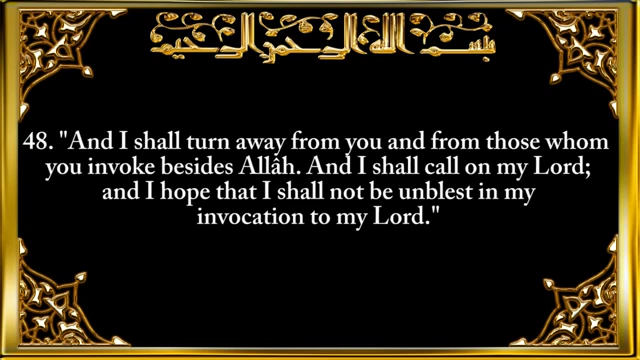 بسم الله الرحمن الرحيم
48. "And I shall turn away from you and from those whom
you invoke besides Allâh. And I shall call on my Lord;
and I hope that I shall not be unblest in my
invocation to my Lord."